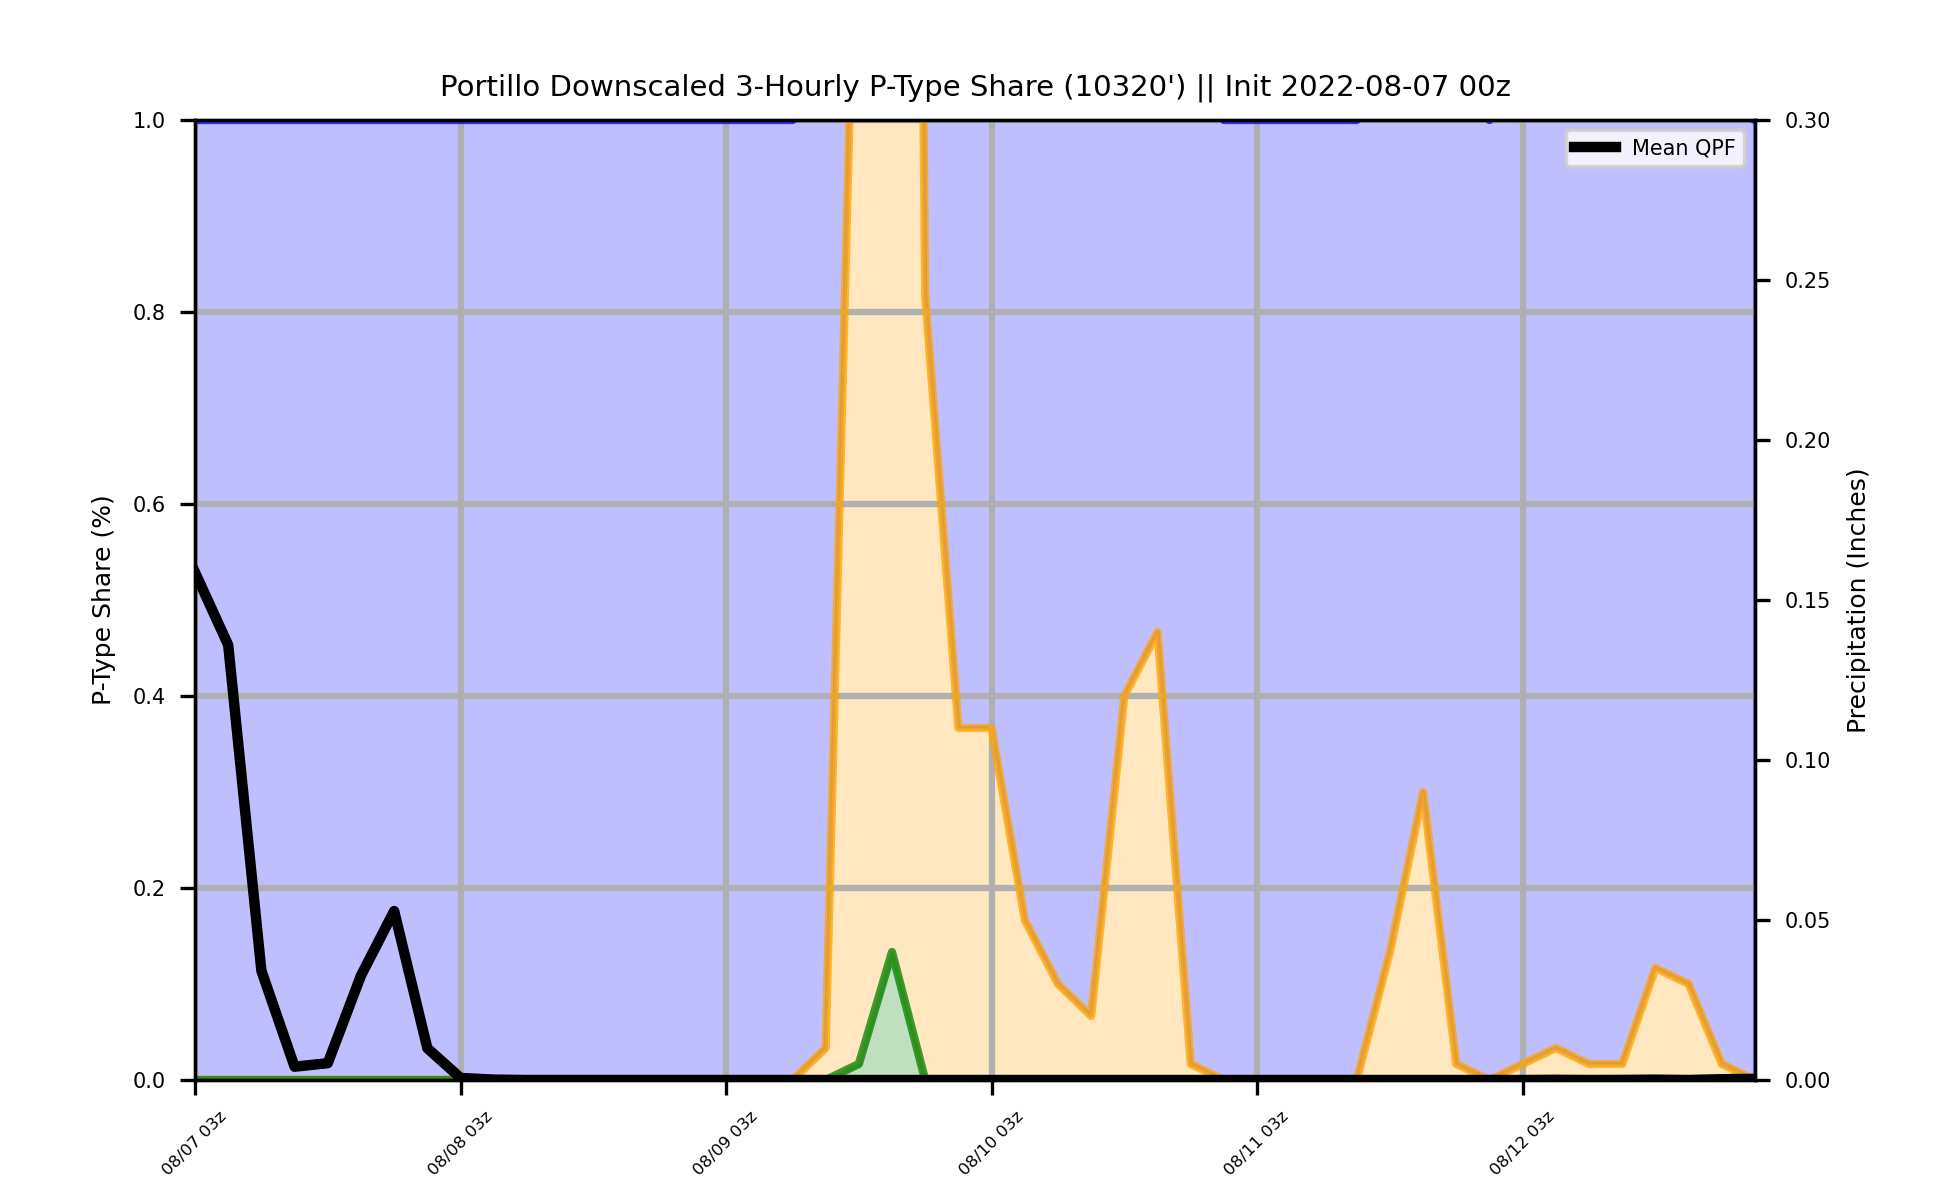 Portillo Downscaled 3-Hourly P-Type Share (10320') || Init 2022-08-07 00z
Mean QPF
P-Type Share (%)
1.0
0.8
0.6
0.4
0.2
0.0
0.30
0.25
0.20
0.15
0.10
0.05
0.00
Precipitation (Inches)
08/07 03z
08/08 03z
08/09 03z
08/10 03z
08/11 03z
08/12 03z